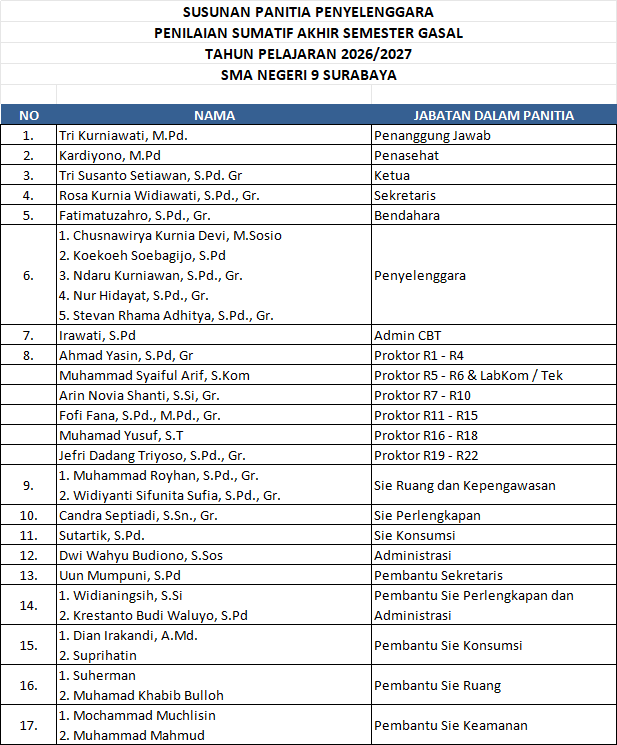 SUSUNAN PANITIA PENYELENGGARA
PENILAIAN SUMATIF AKHIR SEMESTER GASAL
TAHUN PELAJARAN 2026/2027
SMA NEGERI 9 SURABAYA
NO NAMA JABATAN DALAM PANITIA
1. Tri Kurniawati, M.Pd. Penanggung Jawab
2. Kardiyono, M.Pd Penasehat
3. Tri Susanto Setiawan, S.Pd. Gr Ketua
4. Rosa Kurnia Widiawati, S.Pd., Gr. Sekretaris
5. Fatimatuzahro, S.Pd., Gr. Bendahara
6. 1. Chusnawirya Kurnia Devi, M.Sosio Penyelenggara
2. Koekoeh Soebagijo, S.Pd
3. Ndaru Kurniawan, S.Pd., Gr.
4. Nur Hidayat, S.Pd., Gr.
5. Stevan Rhama Adhitya, S.Pd., Gr.
7. Irawati, S.Pd Admin CBT
8. Ahmad Yasin, S.Pd, Gr Proktor R1 - R4
Muhammad Syaiful Arif, S.Kom Proktor R5 - R6 & LabKom / Tek
Arin Novia Shanti, S.Si, Gr. Proktor R7 - R10
Fofi Fana, S.Pd., M.Pd., Gr. Proktor R11 - R15
Muhamad Yusuf, S.T Proktor R16 - R18
Jefri Dadang Triyoso, S.Pd., Gr. Proktor R19 - R22
9. 1. Muhammad Royhan, S.Pd., Gr. Sie Ruang dan Kepengawasan
2. Widiyanti Sifunita Sufia, S.Pd., Gr.
10. Candra Septiadi, S.Sn., Gr. Sie Perlengkapan
11. Sutartik, S.Pd. Sie Konsumsi
12. Dwi Wahyu Budiono, S.Sos Administrasi
13. Uun Mumpuni, S.Pd Pembantu Sekretaris
14. 1. Widianingsih, S.Si Pembantu Sie Perlengkapan dan
2. Krestanto Budi Waluyo, S.Pd Administrasi
15. 1. Dian Irakandi, A.Md. Pembantu Sie Konsumsi
2. Suprihatin
16. 1. Suherman Pembantu Sie Ruang
2. Muhamad Khabib Bulloh
17. 1. Mochammad Muchlisin Pembantu Sie Keamanan
2. Muhammad Mahmud